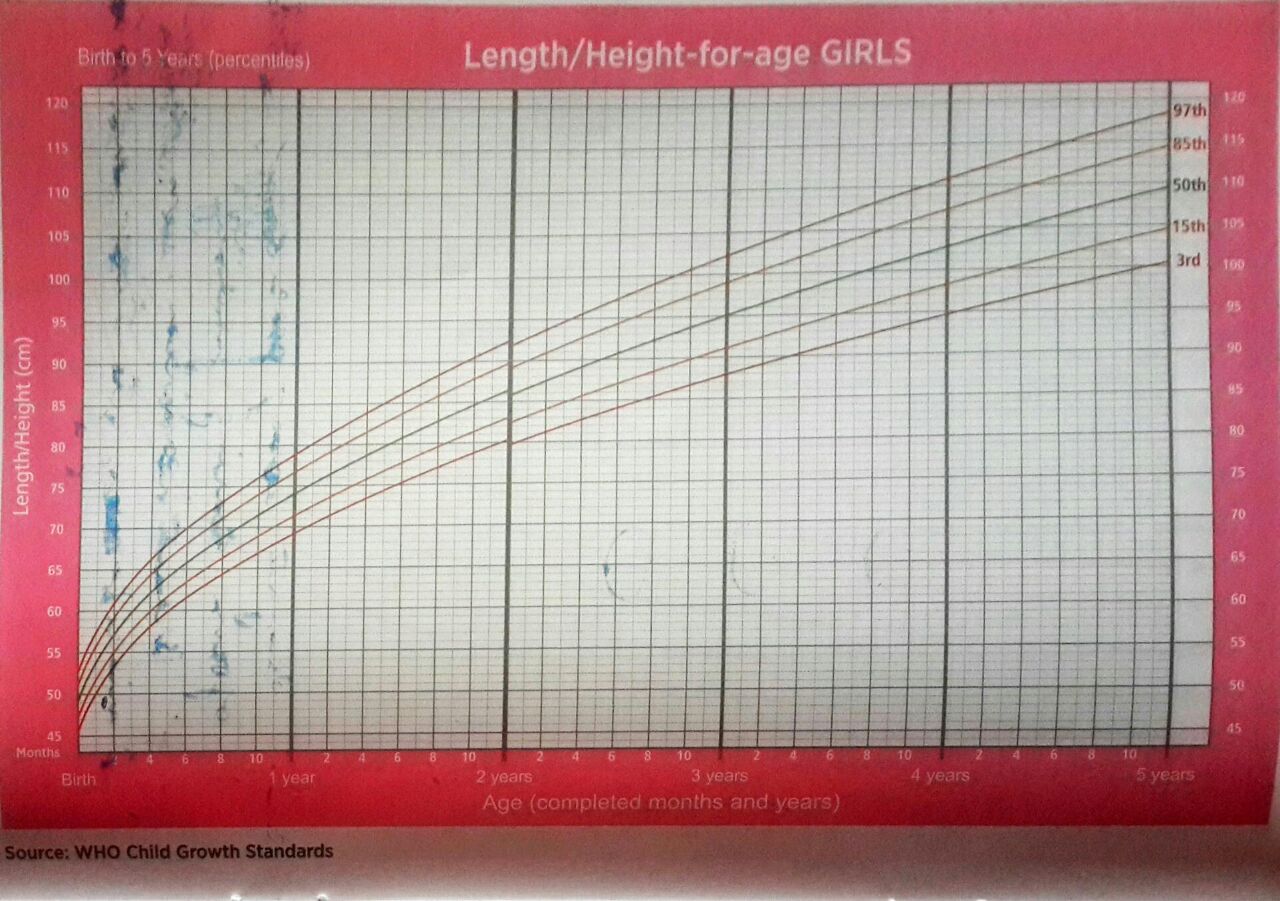 Birth to 5 Years (percentiles)
Length/Height-for-age GIRLS
120 120
97th
115 115
85th
110 110
50th
105 105
15th
100 100
3rd
95 95
90 90
85 85
80 80
75 75
70 70
65 65
60 60
55 55
50 50
45 45
Length/Height (cm)
Months 2 4 6 8 10 2 4 6 8 10 2 4 6 8 10 2 4 6 8 10 2 4 6 8 10
Birth 1 year 2 years 3 years 4 years 5 years
Age (completed months and years)
Source: WHO Child Growth Standards